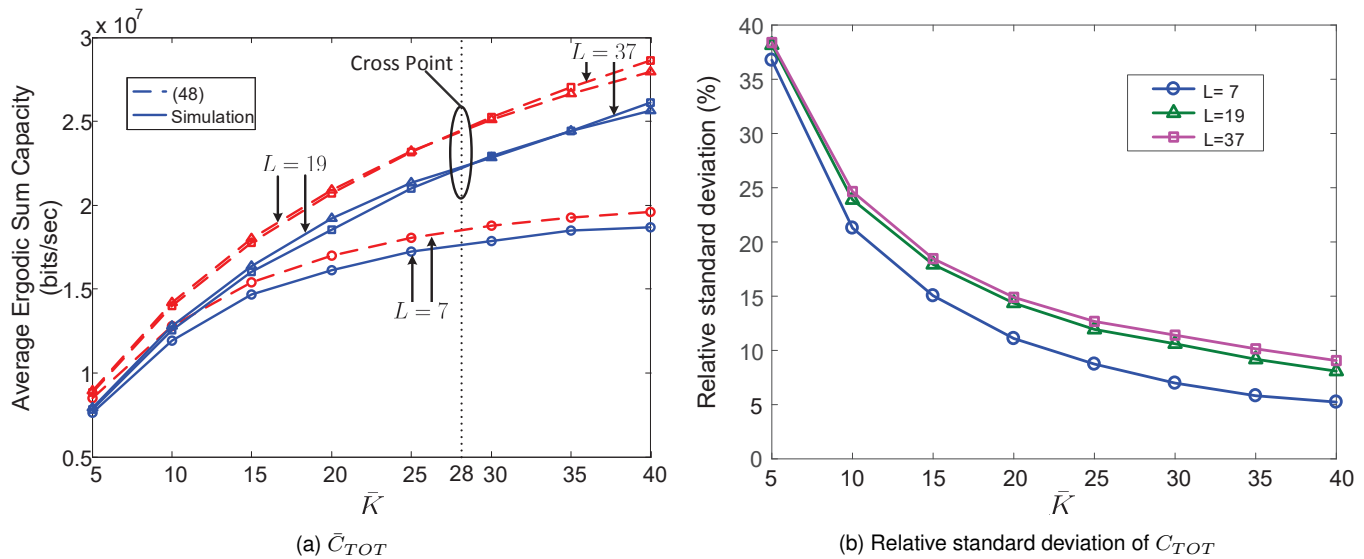 × 10⁷
3
2.5
2
1.5
1
0.5
Average Ergodic Sum Capacity
(bits/sec)
(48)
Simulation
Cross Point
L = 37
L = 19
L = 7
5 10 15 20 25 28 30 35 40
K̄
(a) C̄_TOT
40
35
30
25
20
15
10
5
0
Relative standard deviation (%)
L= 7
L=19
L=37
5 10 15 20 25 30 35 40
K̄
(b) Relative standard deviation of C_TOT